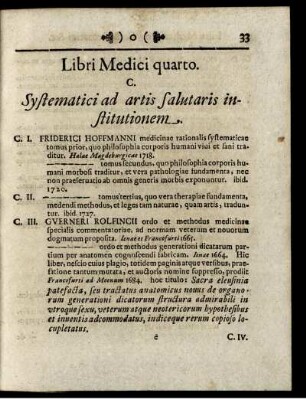 o
33
Libri Medici quarto.
C.
Systematici ad artis salutaris in-
stitutionem.
C. I. FRIDERICI HOFFMANNI medicinae rationalis systematicae
tomus prior, quo philosophia corporis humani vivi et sani tra-
ditur. Halae Magdeburgicae 1718.
tomus secundus, quo philosophia corporis hu-
mani morbosi traditur, et vera pathologiae fundamenta, nec
non praeservatio ab omnis generis morbis exponuntur. ibid.
1720.
C. II. tomus tertius, quo vera therapiae fundamenta,
medendi methodus, et leges tam naturae, quam artis, tradun-
tur. ibid. 1727.
C. III. GVERNERI ROLFINCII ordo et methodus medicinae
specialis commentatoriae, ad normam veterum et novorum
dogmatum proposita. Ienae et Francofurti 1665.
ordo et methodus generationi dicatarum par-
tium per anatomen cognoscendi fabricam. Ienae 1664. Hic
liber, nescio cuius plagio, totidem paginis atque versibus, prae-
fatione tantum mutata, et auctoris nomine suppresso, prodiit
Francofurti ad Moenum 1684. hoc titulo: Sacra eleusinia
patefacta, seu tractatus anatomicus novus de organo-
rum generationi dicatorum structura admirabili in
utroque sexu, veterum atque neotericorum hypothesibus
et inventis adcommodatus, indiceque rerum copioso lo-
cupletatus.
e C. IV.